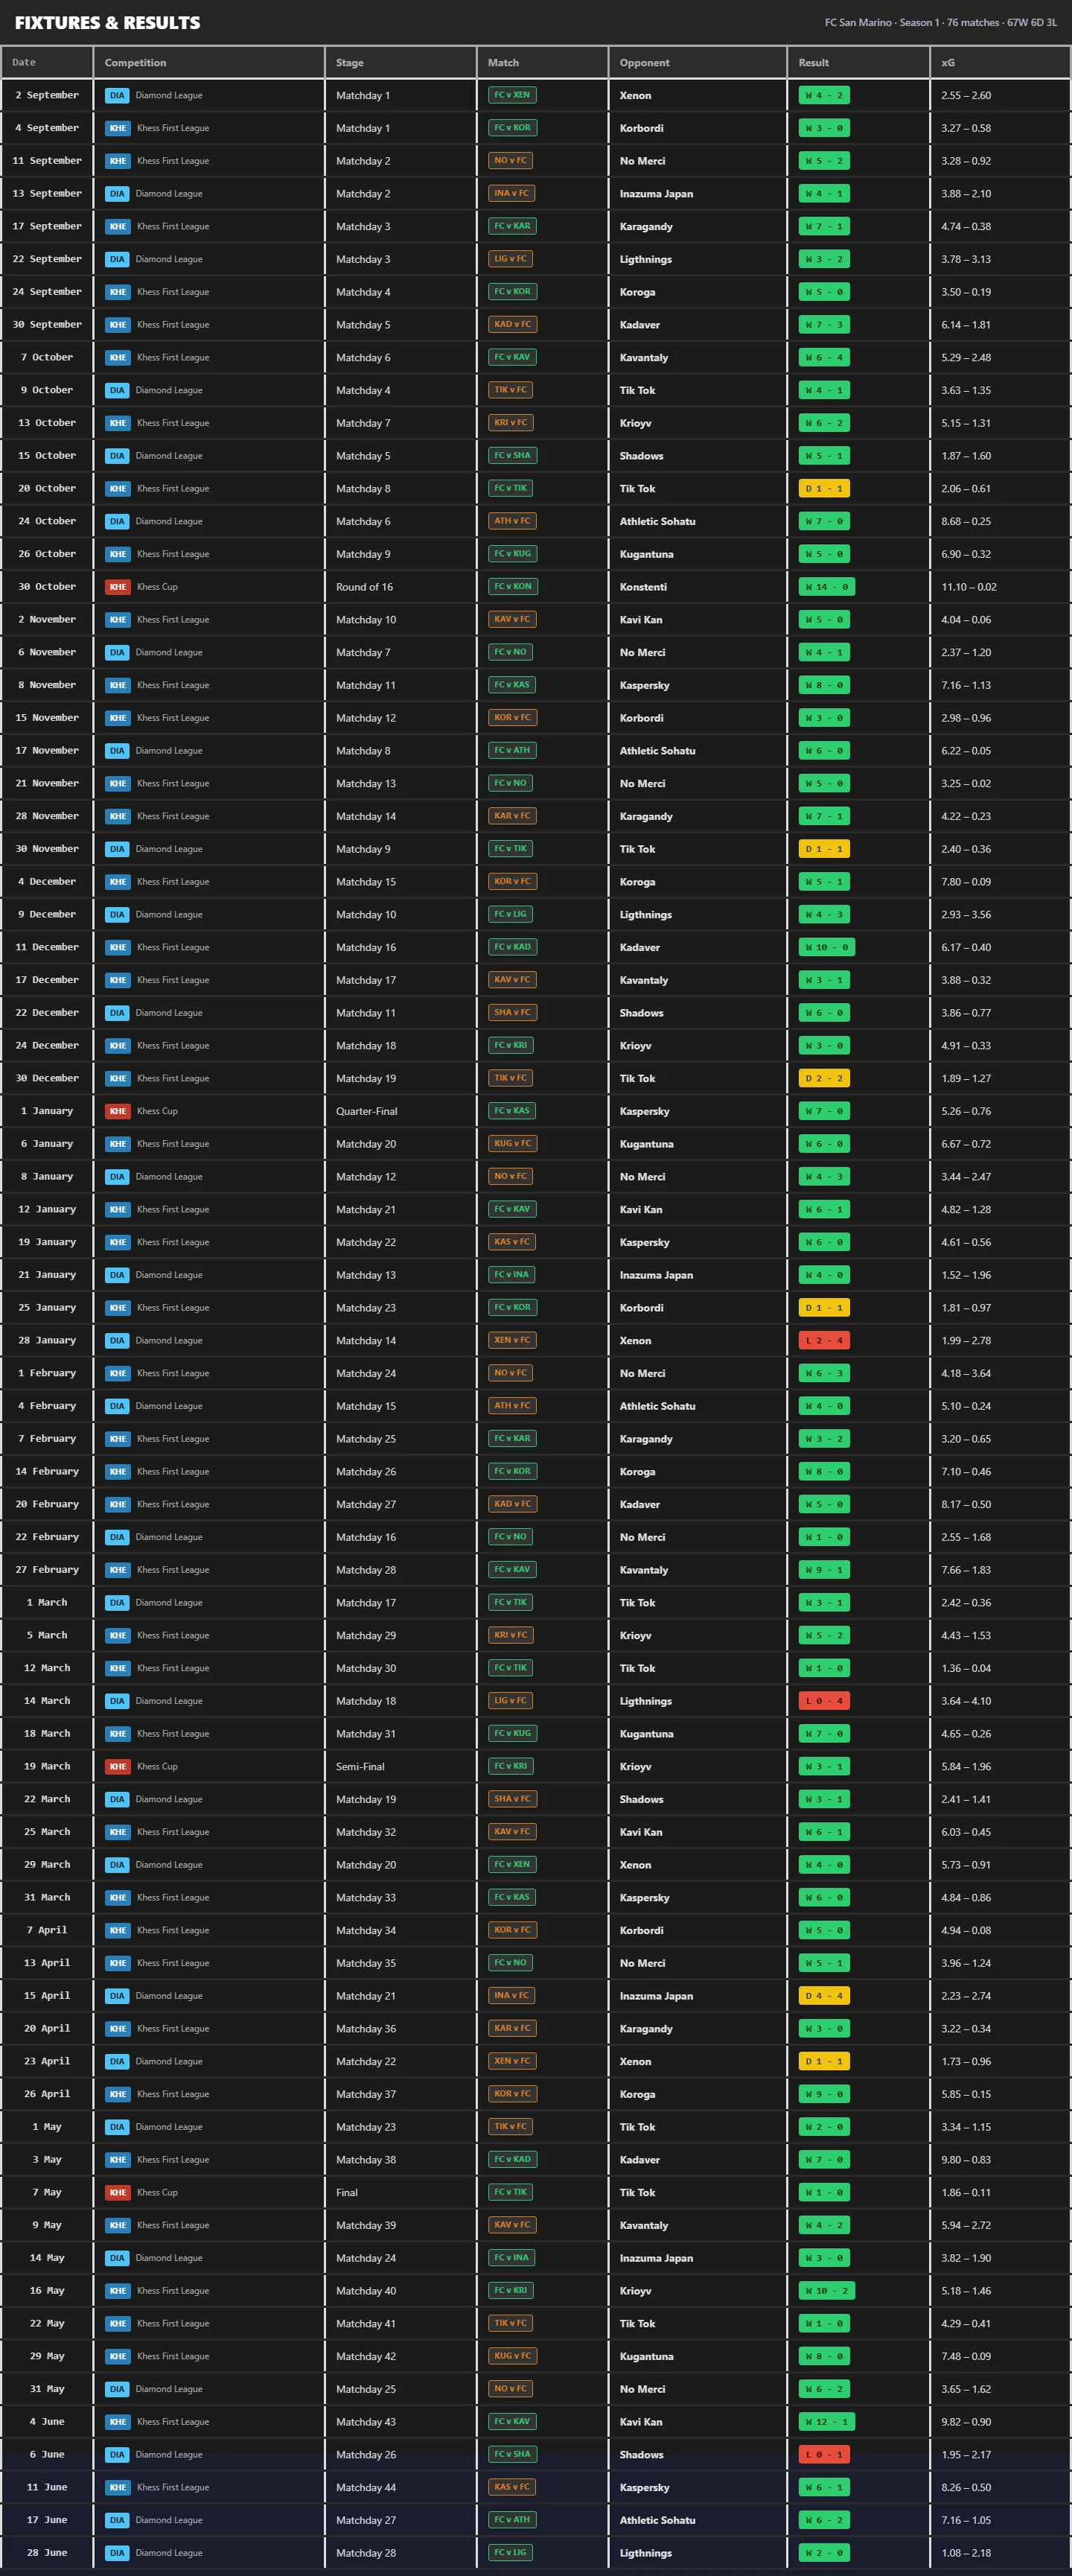 FIXTURES & RESULTS FC San Marino · Season 1 · 76 matches · 67W 6D 3L
Date Competition Stage Match Opponent Result xG
2 September DIA Diamond League Matchday 1 FC v XEN Xenon W 4 - 2 2.55 – 2.60
4 September KHE Khess First League Matchday 1 FC v KOR Korbordi W 3 - 0 3.27 – 0.58
11 September KHE Khess First League Matchday 2 NO v FC No Merci W 5 - 2 3.28 – 0.92
13 September DIA Diamond League Matchday 2 INA v FC Inazuma Japan W 4 - 1 3.88 – 2.10
17 September KHE Khess First League Matchday 3 FC v KAR Karagandy W 7 - 1 4.74 – 0.38
22 September DIA Diamond League Matchday 3 LIG v FC Ligthnings W 3 - 2 3.78 – 3.13
24 September KHE Khess First League Matchday 4 FC v KOR Koroga W 5 - 0 3.50 – 0.19
30 September KHE Khess First League Matchday 5 KAD v FC Kadaver W 7 - 3 6.14 – 1.81
7 October KHE Khess First League Matchday 6 FC v KAV Kavantaly W 6 - 4 5.29 – 2.48
9 October DIA Diamond League Matchday 4 TIK v FC Tik Tok W 4 - 1 3.63 – 1.35
13 October KHE Khess First League Matchday 7 KRI v FC Krioyv W 6 - 2 5.15 – 1.31
15 October DIA Diamond League Matchday 5 FC v SHA Shadows W 5 - 1 1.87 – 1.60
20 October KHE Khess First League Matchday 8 FC v TIK Tik Tok D 1 - 1 2.06 – 0.61
24 October DIA Diamond League Matchday 6 ATH v FC Athletic Sohatu W 7 - 0 8.68 – 0.25
26 October KHE Khess First League Matchday 9 FC v KUG Kugantuna W 5 - 0 6.90 – 0.32
30 October KHE Khess Cup Round of 16 FC v KON Konstenti W 14 - 0 11.10 – 0.02
2 November KHE Khess First League Matchday 10 KAV v FC Kavi Kan W 5 - 0 4.04 – 0.06
6 November DIA Diamond League Matchday 7 FC v NO No Merci W 4 - 1 2.37 – 1.20
8 November KHE Khess First League Matchday 11 FC v KAS Kaspersky W 8 - 0 7.16 – 1.13
15 November KHE Khess First League Matchday 12 KOR v FC Korbordi W 3 - 0 2.98 – 0.96
17 November DIA Diamond League Matchday 8 FC v ATH Athletic Sohatu W 6 - 0 6.22 – 0.05
21 November KHE Khess First League Matchday 13 FC v NO No Merci W 5 - 0 3.25 – 0.02
28 November KHE Khess First League Matchday 14 KAR v FC Karagandy W 7 - 1 4.22 – 0.23
30 November DIA Diamond League Matchday 9 FC v TIK Tik Tok D 1 - 1 2.40 – 0.36
4 December KHE Khess First League Matchday 15 KOR v FC Koroga W 5 - 1 7.80 – 0.09
9 December DIA Diamond League Matchday 10 FC v LIG Ligthnings W 4 - 3 2.93 – 3.56
11 December KHE Khess First League Matchday 16 FC v KAD Kadaver W 10 - 0 6.17 – 0.40
17 December KHE Khess First League Matchday 17 KAV v FC Kavantaly W 3 - 1 3.88 – 0.32
22 December DIA Diamond League Matchday 11 SHA v FC Shadows W 6 - 0 3.86 – 0.77
24 December KHE Khess First League Matchday 18 FC v KRI Krioyv W 3 - 0 4.91 – 0.33
30 December KHE Khess First League Matchday 19 TIK v FC Tik Tok D 2 - 2 1.89 – 1.27
1 January KHE Khess Cup Quarter-Final FC v KAS Kaspersky W 7 - 0 5.26 – 0.76
6 January KHE Khess First League Matchday 20 KUG v FC Kugantuna W 6 - 0 6.67 – 0.72
8 January DIA Diamond League Matchday 12 NO v FC No Merci W 4 - 3 3.44 – 2.47
12 January KHE Khess First League Matchday 21 FC v KAV Kavi Kan W 6 - 1 4.82 – 1.28
19 January KHE Khess First League Matchday 22 KAS v FC Kaspersky W 6 - 0 4.61 – 0.56
21 January DIA Diamond League Matchday 13 FC v INA Inazuma Japan W 4 - 0 1.52 – 1.96
25 January KHE Khess First League Matchday 23 FC v KOR Korbordi D 1 - 1 1.81 – 0.97
28 January DIA Diamond League Matchday 14 XEN v FC Xenon L 2 - 4 1.99 – 2.78
1 February KHE Khess First League Matchday 24 NO v FC No Merci W 6 - 3 4.18 – 3.64
4 February DIA Diamond League Matchday 15 ATH v FC Athletic Sohatu W 4 - 0 5.10 – 0.24
7 February KHE Khess First League Matchday 25 FC v KAR Karagandy W 3 - 2 3.20 – 0.65
14 February KHE Khess First League Matchday 26 FC v KOR Koroga W 8 - 0 7.10 – 0.46
20 February KHE Khess First League Matchday 27 KAD v FC Kadaver W 5 - 0 8.17 – 0.50
22 February DIA Diamond League Matchday 16 FC v NO No Merci W 1 - 0 2.55 – 1.68
27 February KHE Khess First League Matchday 28 FC v KAV Kavantaly W 9 - 1 7.66 – 1.83
1 March DIA Diamond League Matchday 17 FC v TIK Tik Tok W 3 - 1 2.42 – 0.36
5 March KHE Khess First League Matchday 29 KRI v FC Krioyv W 5 - 2 4.43 – 1.53
12 March KHE Khess First League Matchday 30 FC v TIK Tik Tok W 1 - 0 1.36 – 0.04
14 March DIA Diamond League Matchday 18 LIG v FC Ligthnings L 0 - 4 3.64 – 4.10
18 March KHE Khess First League Matchday 31 FC v KUG Kugantuna W 7 - 0 4.65 – 0.26
19 March KHE Khess Cup Semi-Final FC v KRI Krioyv W 3 - 1 5.84 – 1.96
22 March DIA Diamond League Matchday 19 SHA v FC Shadows W 3 - 1 2.41 – 1.41
25 March KHE Khess First League Matchday 32 KAV v FC Kavi Kan W 6 - 1 6.03 – 0.45
29 March DIA Diamond League Matchday 20 FC v XEN Xenon W 4 - 0 5.73 – 0.91
31 March KHE Khess First League Matchday 33 FC v KAS Kaspersky W 6 - 0 4.84 – 0.86
7 April KHE Khess First League Matchday 34 KOR v FC Korbordi W 5 - 0 4.94 – 0.08
13 April KHE Khess First League Matchday 35 FC v NO No Merci W 5 - 1 3.96 – 1.24
15 April DIA Diamond League Matchday 21 INA v FC Inazuma Japan D 4 - 4 2.23 – 2.74
20 April KHE Khess First League Matchday 36 KAR v FC Karagandy W 3 - 0 3.22 – 0.34
23 April DIA Diamond League Matchday 22 XEN v FC Xenon D 1 - 1 1.73 – 0.96
26 April KHE Khess First League Matchday 37 KOR v FC Koroga W 9 - 0 5.85 – 0.15
1 May DIA Diamond League Matchday 23 TIK v FC Tik Tok W 2 - 0 3.34 – 1.15
3 May KHE Khess First League Matchday 38 FC v KAD Kadaver W 7 - 0 9.80 – 0.83
7 May KHE Khess Cup Final FC v TIK Tik Tok W 1 - 0 1.86 – 0.11
9 May KHE Khess First League Matchday 39 KAV v FC Kavantaly W 4 - 2 5.94 – 2.72
14 May DIA Diamond League Matchday 24 FC v INA Inazuma Japan W 3 - 0 3.82 – 1.90
16 May KHE Khess First League Matchday 40 FC v KRI Krioyv W 10 - 2 5.18 – 1.46
22 May KHE Khess First League Matchday 41 TIK v FC Tik Tok W 1 - 0 4.29 – 0.41
29 May KHE Khess First League Matchday 42 KUG v FC Kugantuna W 8 - 0 7.48 – 0.09
31 May DIA Diamond League Matchday 25 NO v FC No Merci W 6 - 2 3.65 – 1.62
4 June KHE Khess First League Matchday 43 FC v KAV Kavi Kan W 12 - 1 9.82 – 0.90
6 June DIA Diamond League Matchday 26 FC v SHA Shadows L 0 - 1 1.95 – 2.17
11 June KHE Khess First League Matchday 44 KAS v FC Kaspersky W 6 - 1 8.26 – 0.50
17 June DIA Diamond League Matchday 27 FC v ATH Athletic Sohatu W 6 - 2 7.16 – 1.05
28 June DIA Diamond League Matchday 28 FC v LIG Ligthnings W 2 - 0 1.08 – 2.18